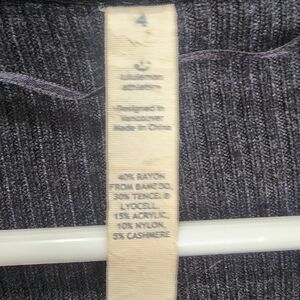 4
lululemon
athletica
Designed in
Vancouver
Made in China
40% RAYON
FROM BAMBOO,
30% TENCEL®
LYOCELL,
15% ACRYLIC,
10% NYLON,
5% CASHMERE